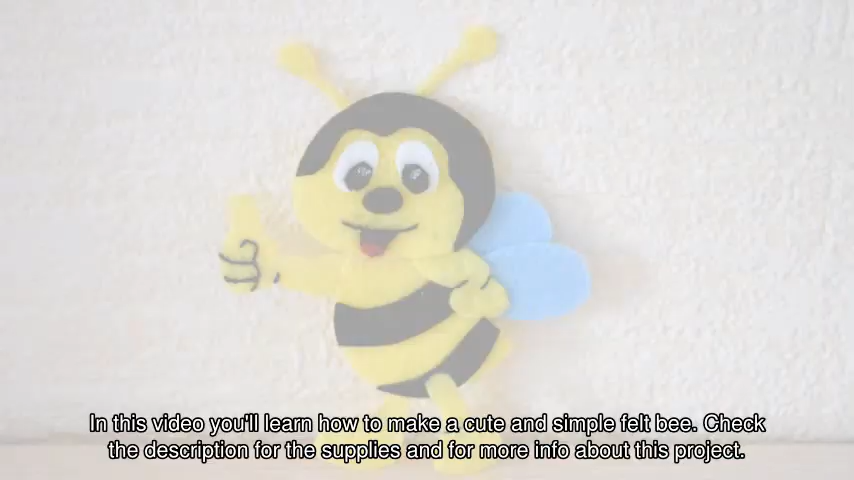 In this video you'll learn how to make a cute and simple felt bee. Check
the description for the supplies and for more info about this project.